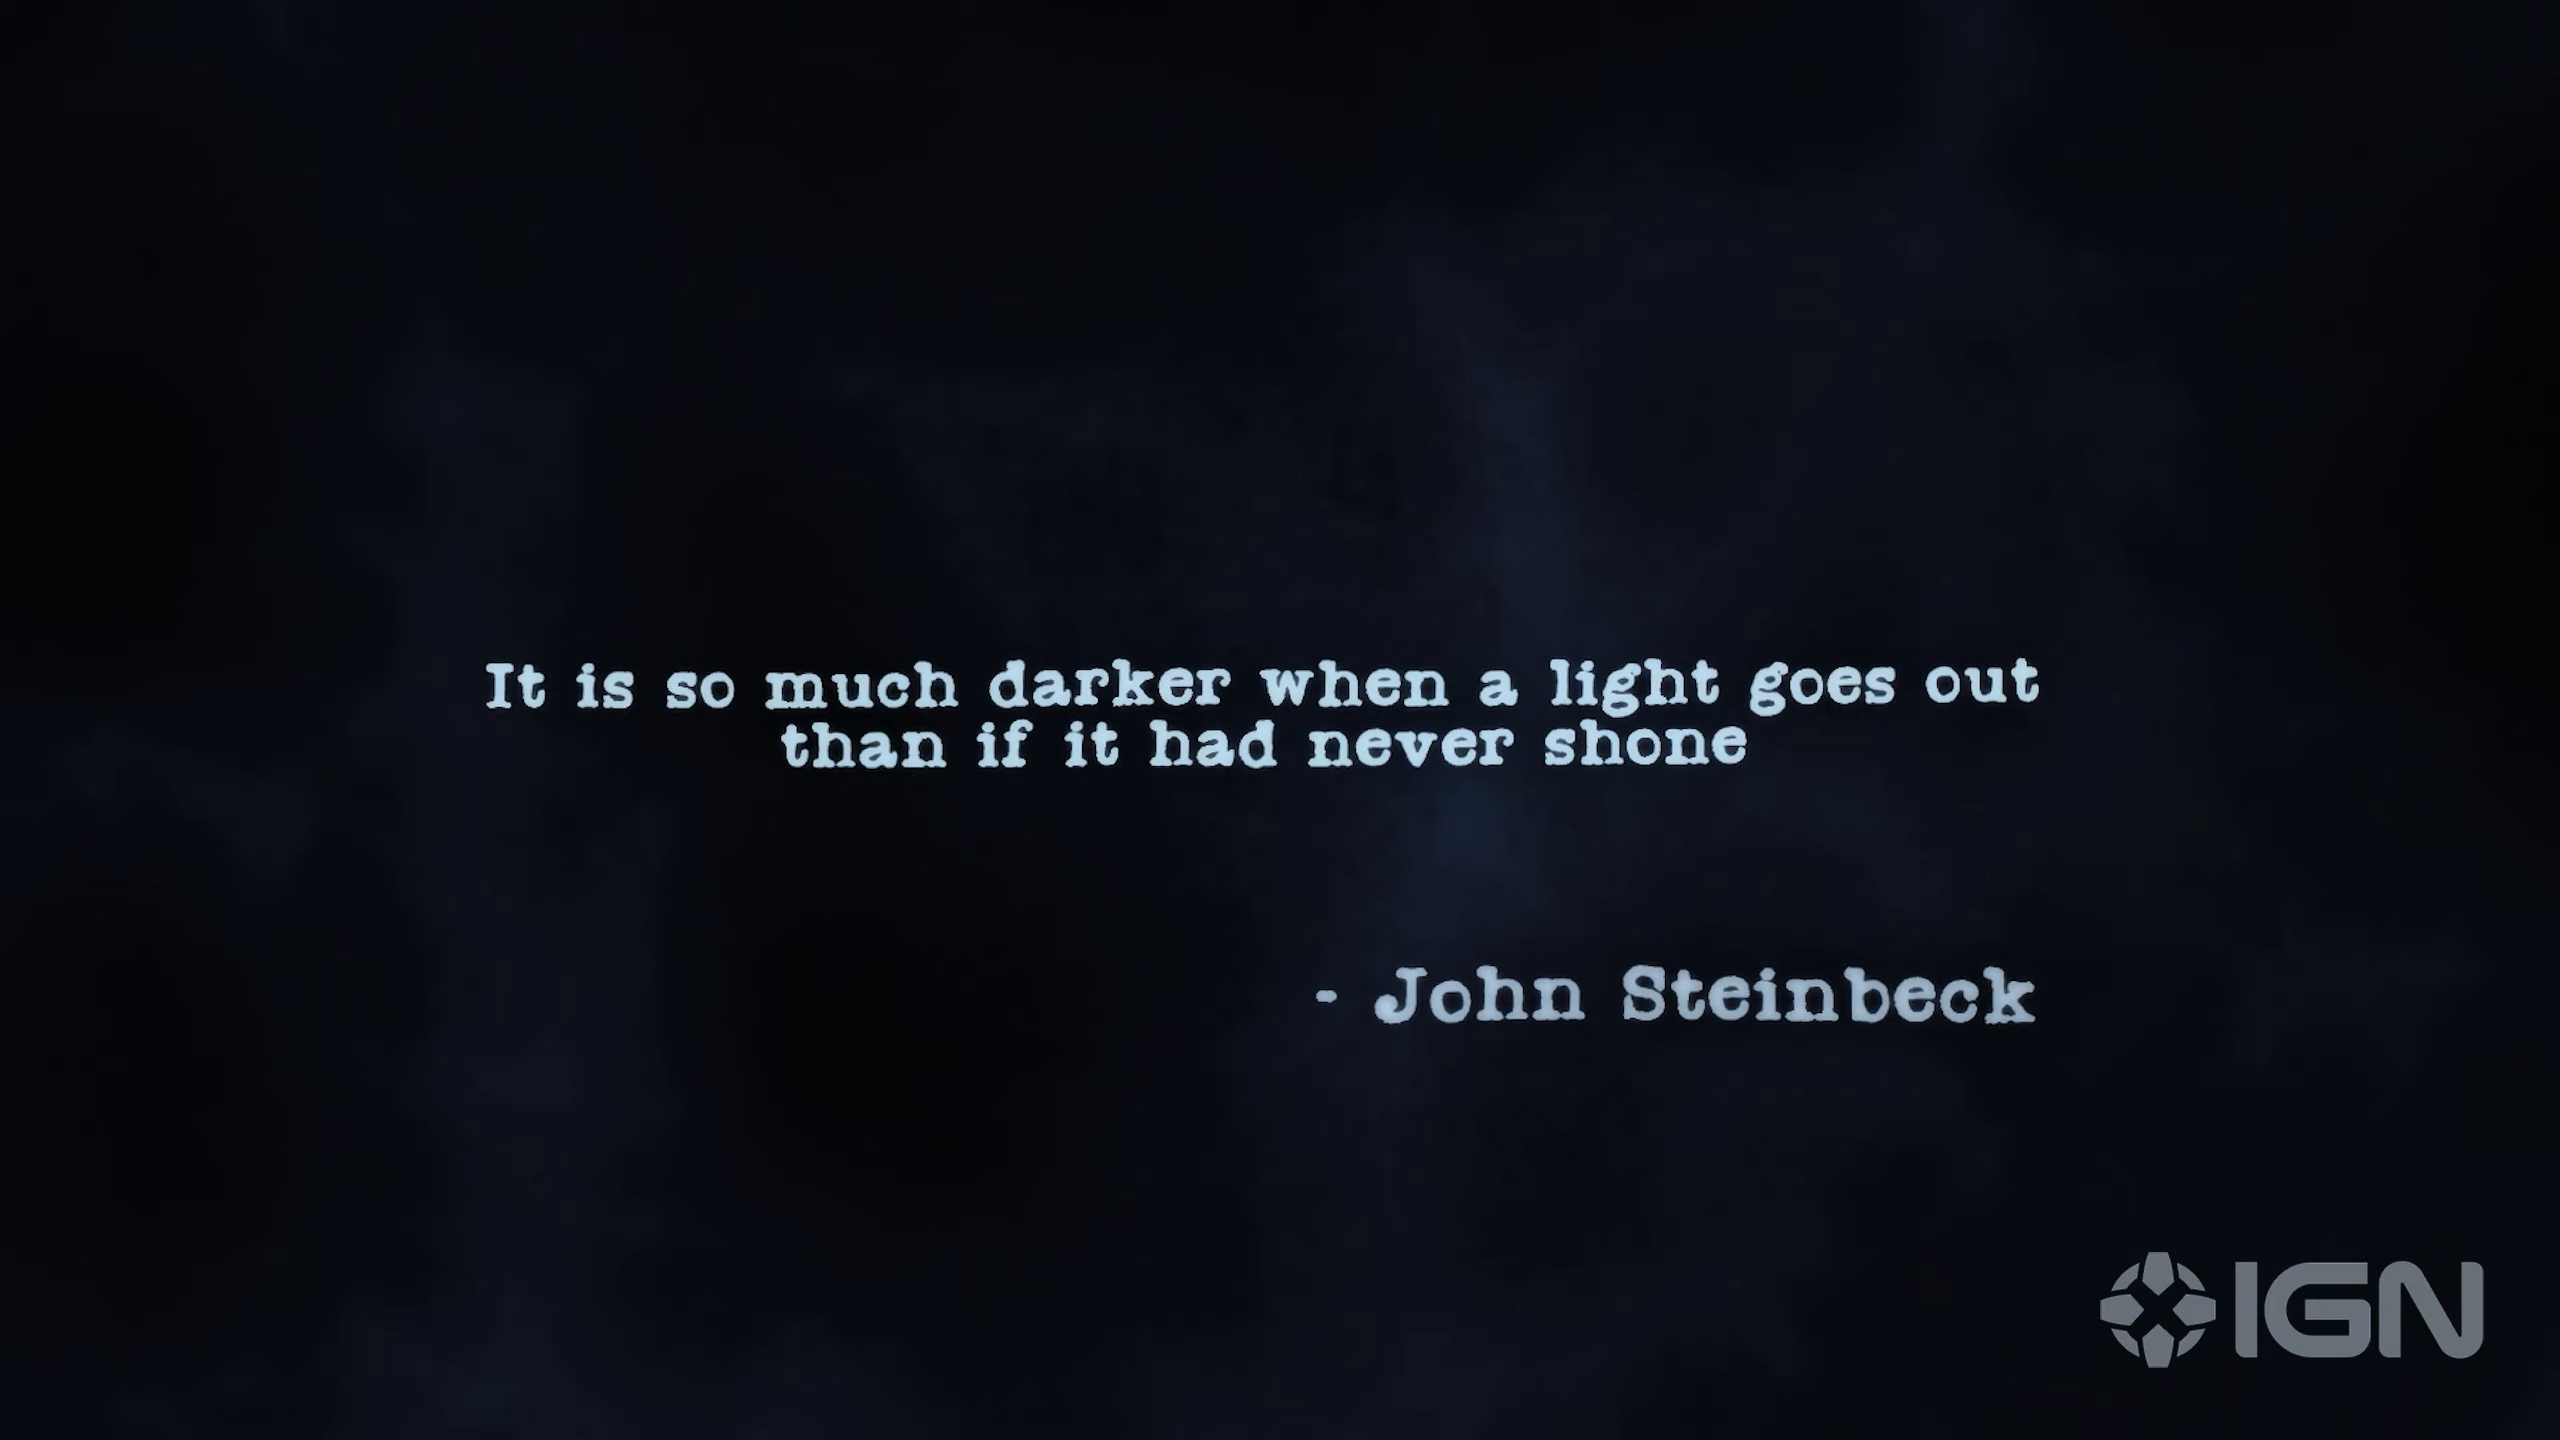 It is so much darker when a light goes out
than if it had never shone
- John Steinbeck
IGN